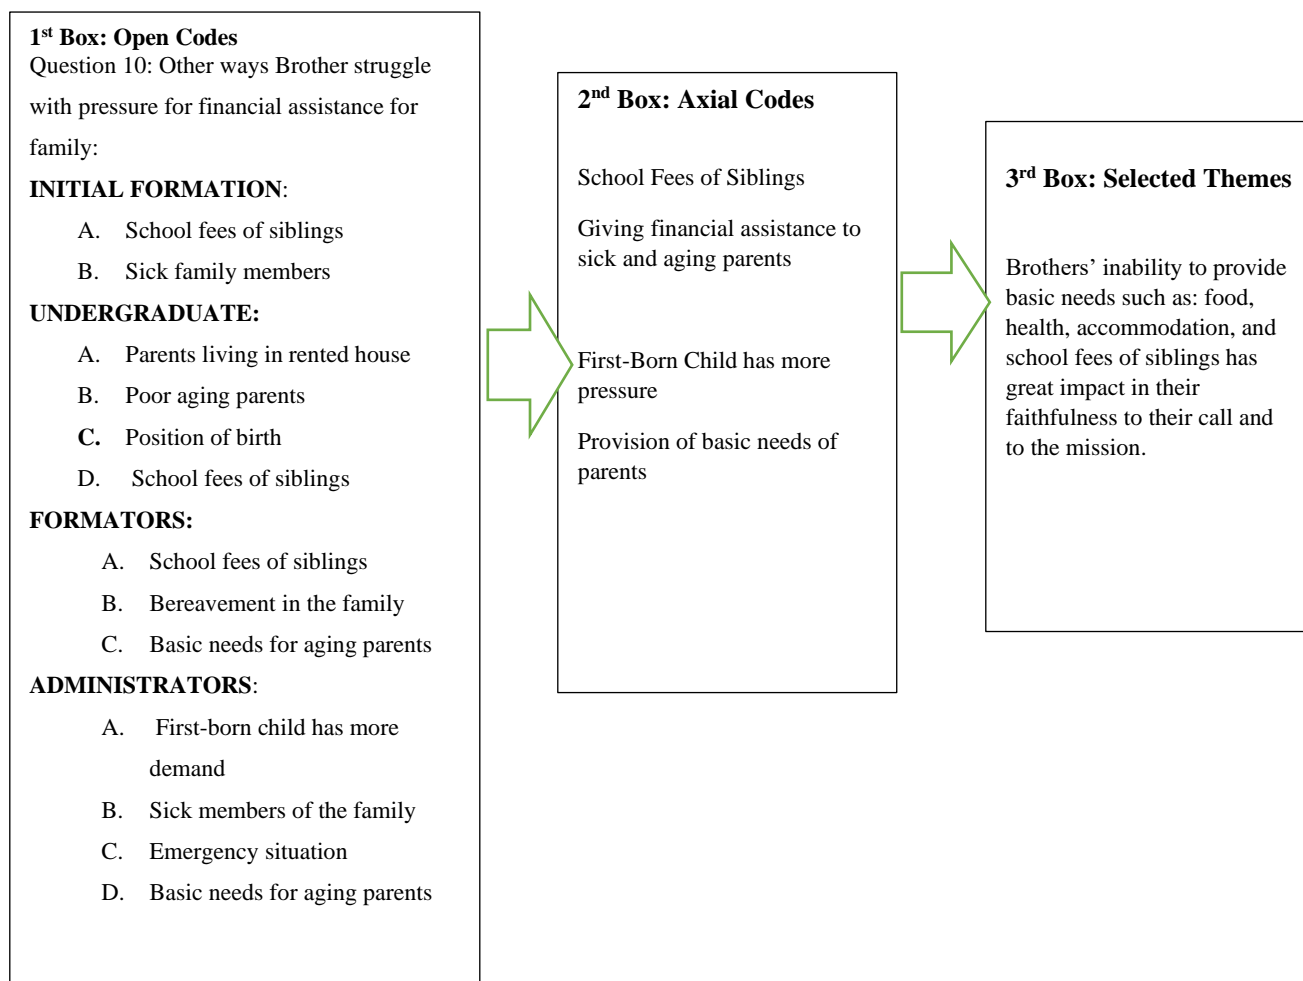 1st Box: Open Codes
Question 10: Other ways Brother struggle
with pressure for financial assistance for
family:
INITIAL FORMATION:
A. School fees of siblings
B. Sick family members
UNDERGRADUATE:
A. Parents living in rented house
B. Poor aging parents
C. Position of birth
D. School fees of siblings
FORMATORS:
A. School fees of siblings
B. Bereavement in the family
C. Basic needs for aging parents
ADMINISTRATORS:
A. First-born child has more
demand
B. Sick members of the family
C. Emergency situation
D. Basic needs for aging parents
2nd Box: Axial Codes
School Fees of Siblings
Giving financial assistance to
sick and aging parents
First-Born Child has more
pressure
Provision of basic needs of
parents
3rd Box: Selected Themes
Brothers’ inability to provide
basic needs such as: food,
health, accommodation, and
school fees of siblings has
great impact in their
faithfulness to their call and
to the mission.